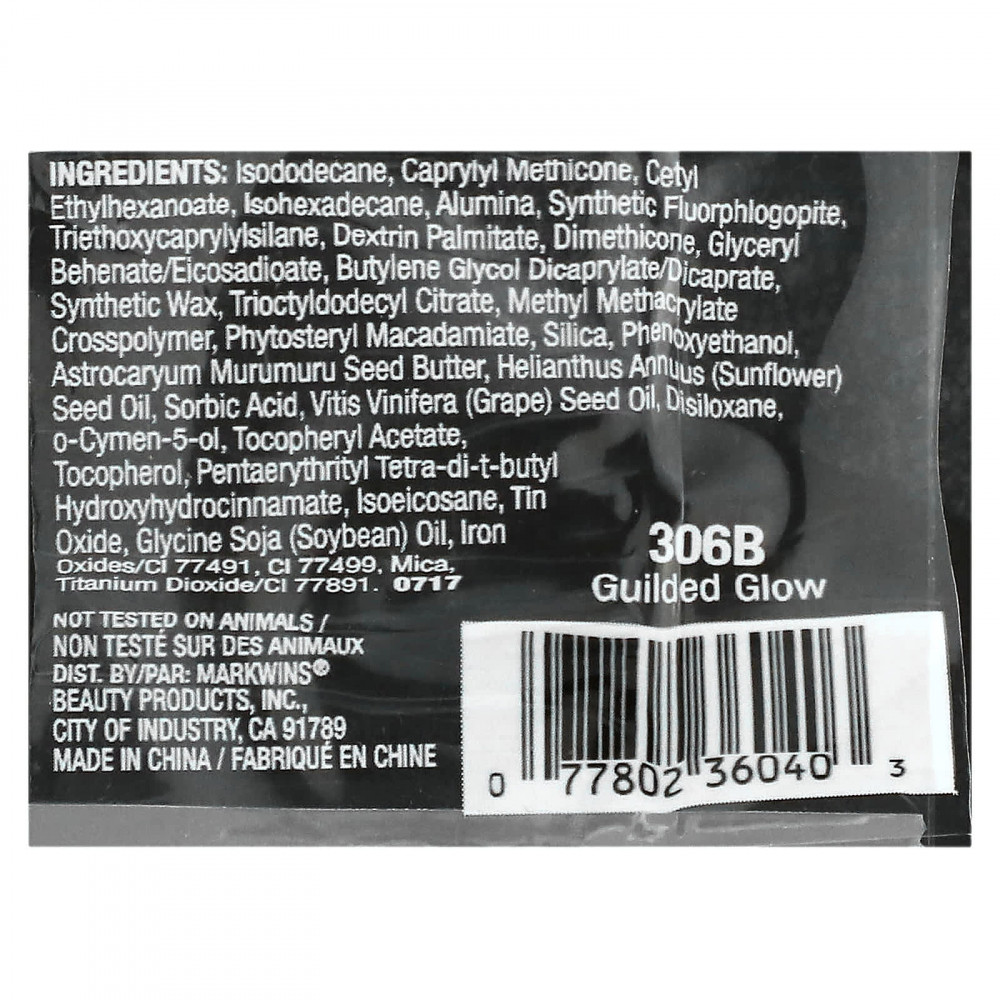 INGREDIENTS: Isododecane, Caprylyl Methicone, Cetyl
Ethylhexanoate, Isohexadecane, Alumina, Synthetic Fluorphlogopite,
Triethoxycaprylylsilane, Dextrin Palmitate, Dimethicone, Glyceryl
Behenate/Eicosadioate, Butylene Glycol Dicaprylate/Dicaprate,
Synthetic Wax, Trioctyldodecyl Citrate, Methyl Methacrylate
Crosspolymer, Phytosteryl Macadamiate, Silica, Phenoxyethanol,
Astrocaryum Murumuru Seed Butter, Helianthus Annuus (Sunflower)
Seed Oil, Sorbic Acid, Vitis Vinifera (Grape) Seed Oil, Disiloxane,
o-Cymen-5-ol, Tocopheryl Acetate,
Tocopherol, Pentaerythrityl Tetra-di-t-butyl
Hydroxyhydrocinnamate, Isoeicosane, Tin
Oxide, Glycine Soja (Soybean) Oil, Iron
Oxides/CI 77491, CI 77499, Mica,
Titanium Dioxide/CI 77891. 0717
306B
Guilded Glow
NOT TESTED ON ANIMALS /
NON TESTÉ SUR DES ANIMAUX
DIST. BY/PAR: MARKWINS®
BEAUTY PRODUCTS, INC.,
CITY OF INDUSTRY, CA 91789
MADE IN CHINA / FABRIQUÉ EN CHINE
0 77802 36040 3